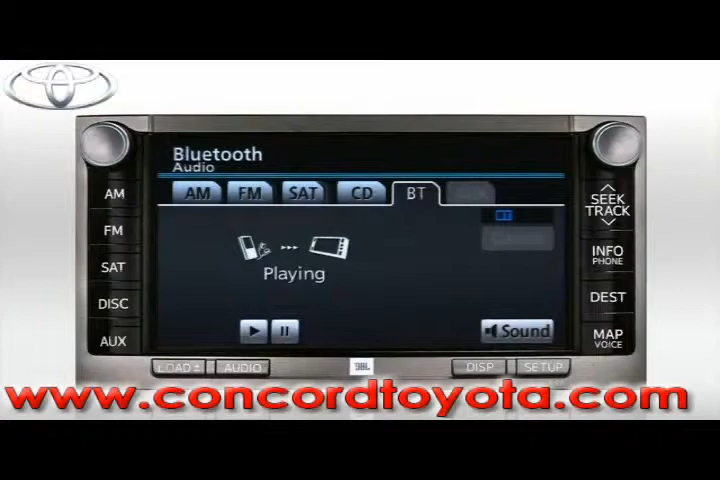 Bluetooth
Audio
AM FM SAT CD BT
AM
FM
SAT
DISC
AUX
SEEK
TRACK
INFO
PHONE
DEST
MAP
VOICE
Playing
Sound
LOAD AUDIO
JBL
DISP SETUP
www.concordtoyota.com